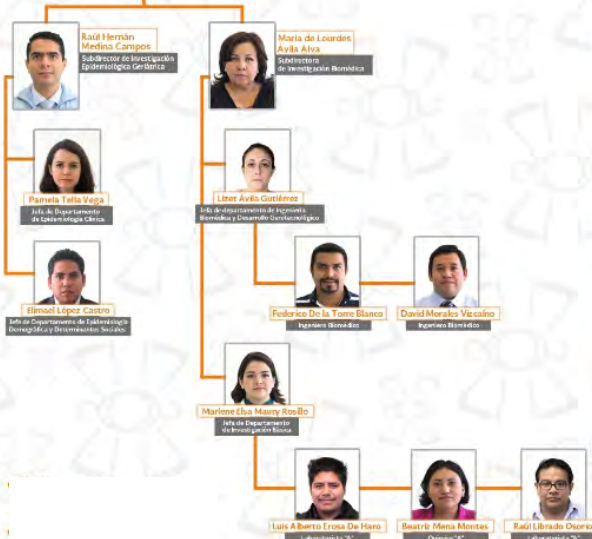 Raúl Hernán
Medina Campos
Subdirector de Investigación
Epidemiológica Geriátrica
María de Lourdes
Ávila Alva
Subdirectora
de Investigación Biomédica
Pamela Tella Vega
Jefa de Departamento
de Epidemiología Clínica
Lizet Ávila Gutiérrez
Jefa de departamento de Ingeniería
Biomédica y Desarrollo Gerotecnológico
Elimael López Castro
Jefe de Departamento de Epidemiología
Demográfica y Determinantes Sociales
Federico De la Torre Blanco
Ingeniero Biomédico
David Morales Vizcaíno
Ingeniero Biomédico
Marlene Elsa Maury Rosillo
Jefa de Departamento
de Investigación Básica
Luis Alberto Erosa De Haro
Laboratorista "A"
Beatriz Mena Montes
Química "A"
Raúl Librado Osorio
Laboratorista "A"